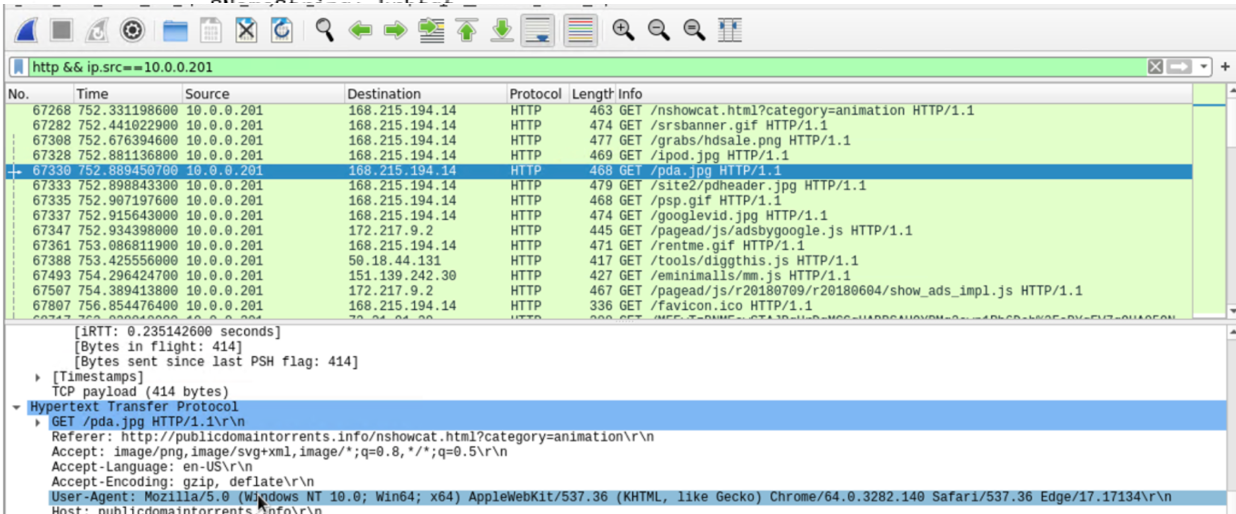 http && ip.src==10.0.0.201
No. Time Source Destination Protocol Length Info
67268 752.331198600 10.0.0.201 168.215.194.14 HTTP 463 GET /nshowcat.html?category=animation HTTP/1.1
67282 752.441022900 10.0.0.201 168.215.194.14 HTTP 474 GET /srsbanner.gif HTTP/1.1
67308 752.676394600 10.0.0.201 168.215.194.14 HTTP 477 GET /grabs/hdsale.png HTTP/1.1
67328 752.881136800 10.0.0.201 168.215.194.14 HTTP 469 GET /ipod.jpg HTTP/1.1
67330 752.889450700 10.0.0.201 168.215.194.14 HTTP 468 GET /pda.jpg HTTP/1.1
67333 752.898843300 10.0.0.201 168.215.194.14 HTTP 479 GET /site2/pdheader.jpg HTTP/1.1
67335 752.907197600 10.0.0.201 168.215.194.14 HTTP 468 GET /psp.gif HTTP/1.1
67337 752.915643000 10.0.0.201 168.215.194.14 HTTP 474 GET /googlevid.jpg HTTP/1.1
67347 752.934398000 10.0.0.201 172.217.9.2 HTTP 445 GET /pagead/js/adsbygoogle.js HTTP/1.1
67361 753.086811900 10.0.0.201 168.215.194.14 HTTP 471 GET /rentme.gif HTTP/1.1
67388 753.425556000 10.0.0.201 50.18.44.131 HTTP 417 GET /tools/diggthis.js HTTP/1.1
67493 754.296424700 10.0.0.201 151.139.242.30 HTTP 427 GET /eminimalls/mm.js HTTP/1.1
67507 754.389413800 10.0.0.201 172.217.9.2 HTTP 467 GET /pagead/js/r20180709/r20180604/show_ads_impl.js HTTP/1.1
67807 756.854476400 10.0.0.201 168.215.194.14 HTTP 336 GET /favicon.ico HTTP/1.1
[iRTT: 0.235142600 seconds]
[Bytes in flight: 414]
[Bytes sent since last PSH flag: 414]
[Timestamps]
TCP payload (414 bytes)
Hypertext Transfer Protocol
GET /pda.jpg HTTP/1.1\r\n
Referer: http://publicdomaintorrents.info/nshowcat.html?category=animation\r\n
Accept: image/png,image/svg+xml,image/*;q=0.8,*/*;q=0.5\r\n
Accept-Language: en-US\r\n
Accept-Encoding: gzip, deflate\r\n
User-Agent: Mozilla/5.0 (Windows NT 10.0; Win64; x64) AppleWebKit/537.36 (KHTML, like Gecko) Chrome/64.0.3282.140 Safari/537.36 Edge/17.17134\r\n
Host: publicdomaintorrents.info\r\n